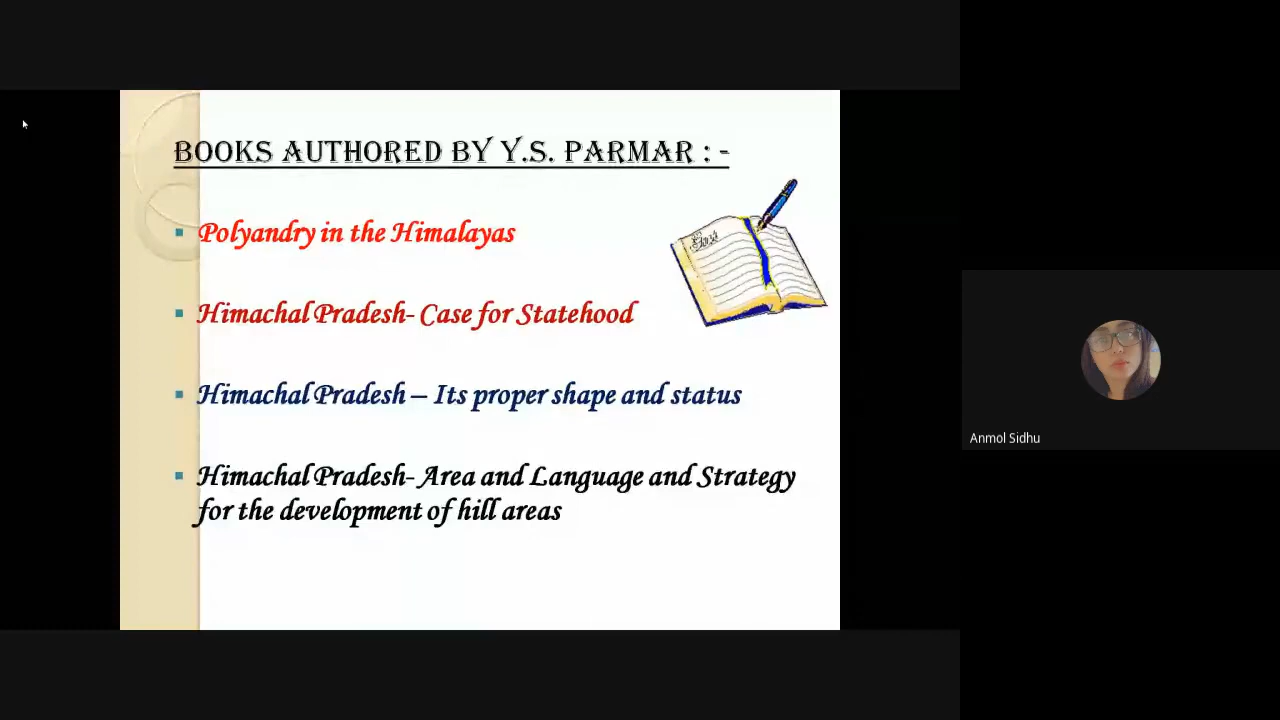 BOOKS AUTHORED BY Y.S. PARMAR : -
Polyandry in the Himalayas
Himachal Pradesh- Case for Statehood
Himachal Pradesh – Its proper shape and status
Himachal Pradesh- Area and Language and Strategy
for the development of hill areas
Anmol Sidhu